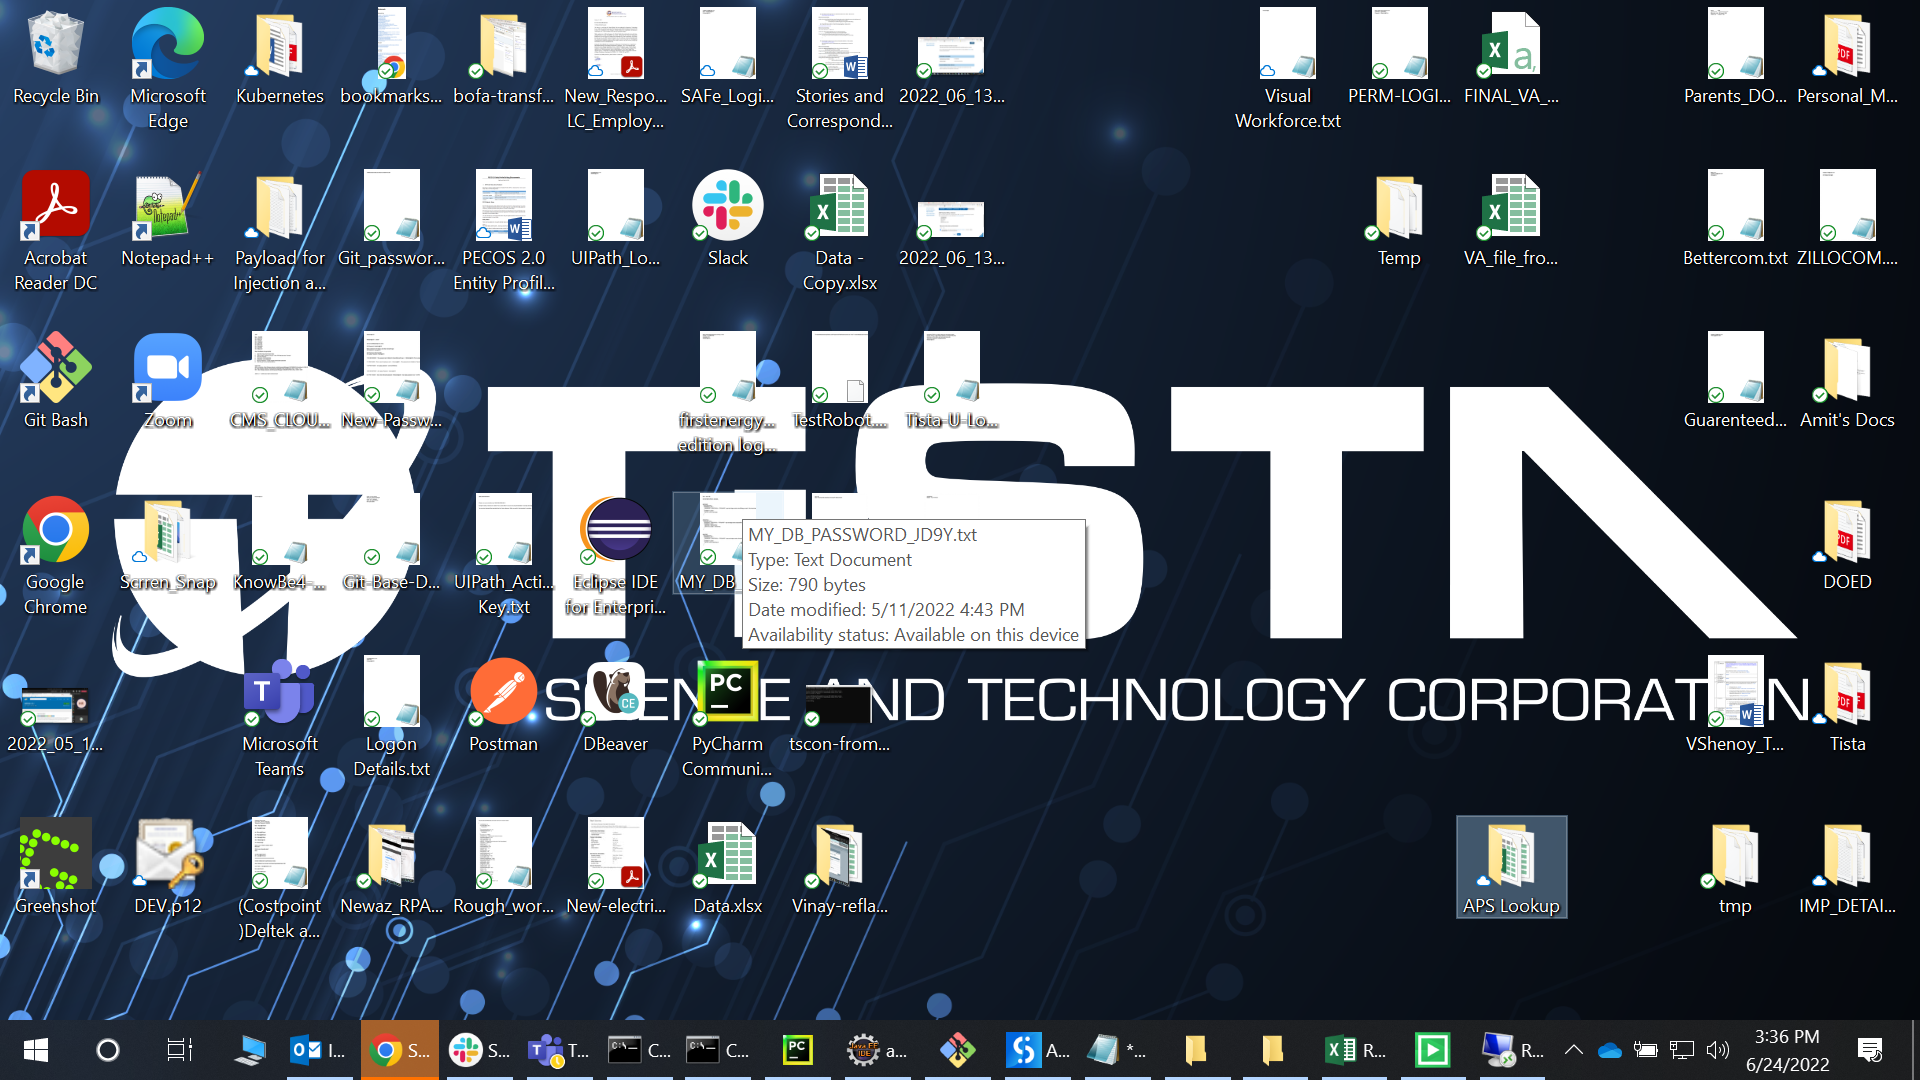 Recycle Bin
Microsoft
Edge
Kubernetes
bookmarks...
bofa-transf...
New_Respo...
LC_Employ...
SAFe_Logi...
Stories and
Correspond...
2022_06_13...
Visual
Workforce.txt
PERM-LOGI...
FINAL_VA_...
Parents_DO...
Personal_M...
Acrobat
Reader DC
Notepad++
Payload for
Injection a...
Git_passwor...
PECOS 2.0
Entity Profil...
UIPath_Lo...
Slack
Data -
Copy.xlsx
2022_06_13...
Temp
VA_file_fro...
Bettercom.txt
ZILLOCOM....
Git Bash
Zoom
CMS_CLOU...
New-Passw...
firstenergy...
edition log...
TestRobot....
Tista-U-Lo...
Guarenteed...
Amit's Docs
TISTA
Google
Chrome
Scrren_Snap
KnowBe4-...
Git-Base-D...
UIPath_Acti...
Key.txt
Eclipse IDE
for Enterpri...
MY_DB
MY_DB_PASSWORD_JD9Y.txt
Type: Text Document
Size: 790 bytes
Date modified: 5/11/2022 4:43 PM
Availability status: Available on this device
DOED
SCIENCE AND TECHNOLOGY CORPORATION
2022_05_1...
Microsoft
Teams
Logon
Details.txt
Postman
DBeaver
PyCharm
Communi...
tscon-from...
VShenoy_T...
Tista
Greenshot
DEV.p12
(Costpoint
)Deltek a...
Newaz_RPA...
Rough_wor...
New-electri...
Data.xlsx
Vinay-refla...
APS Lookup
tmp
IMP_DETAI...
I...
S...
S...
T...
C...
C...
a...
A...
*...
R...
R...
3:36 PM
6/24/2022